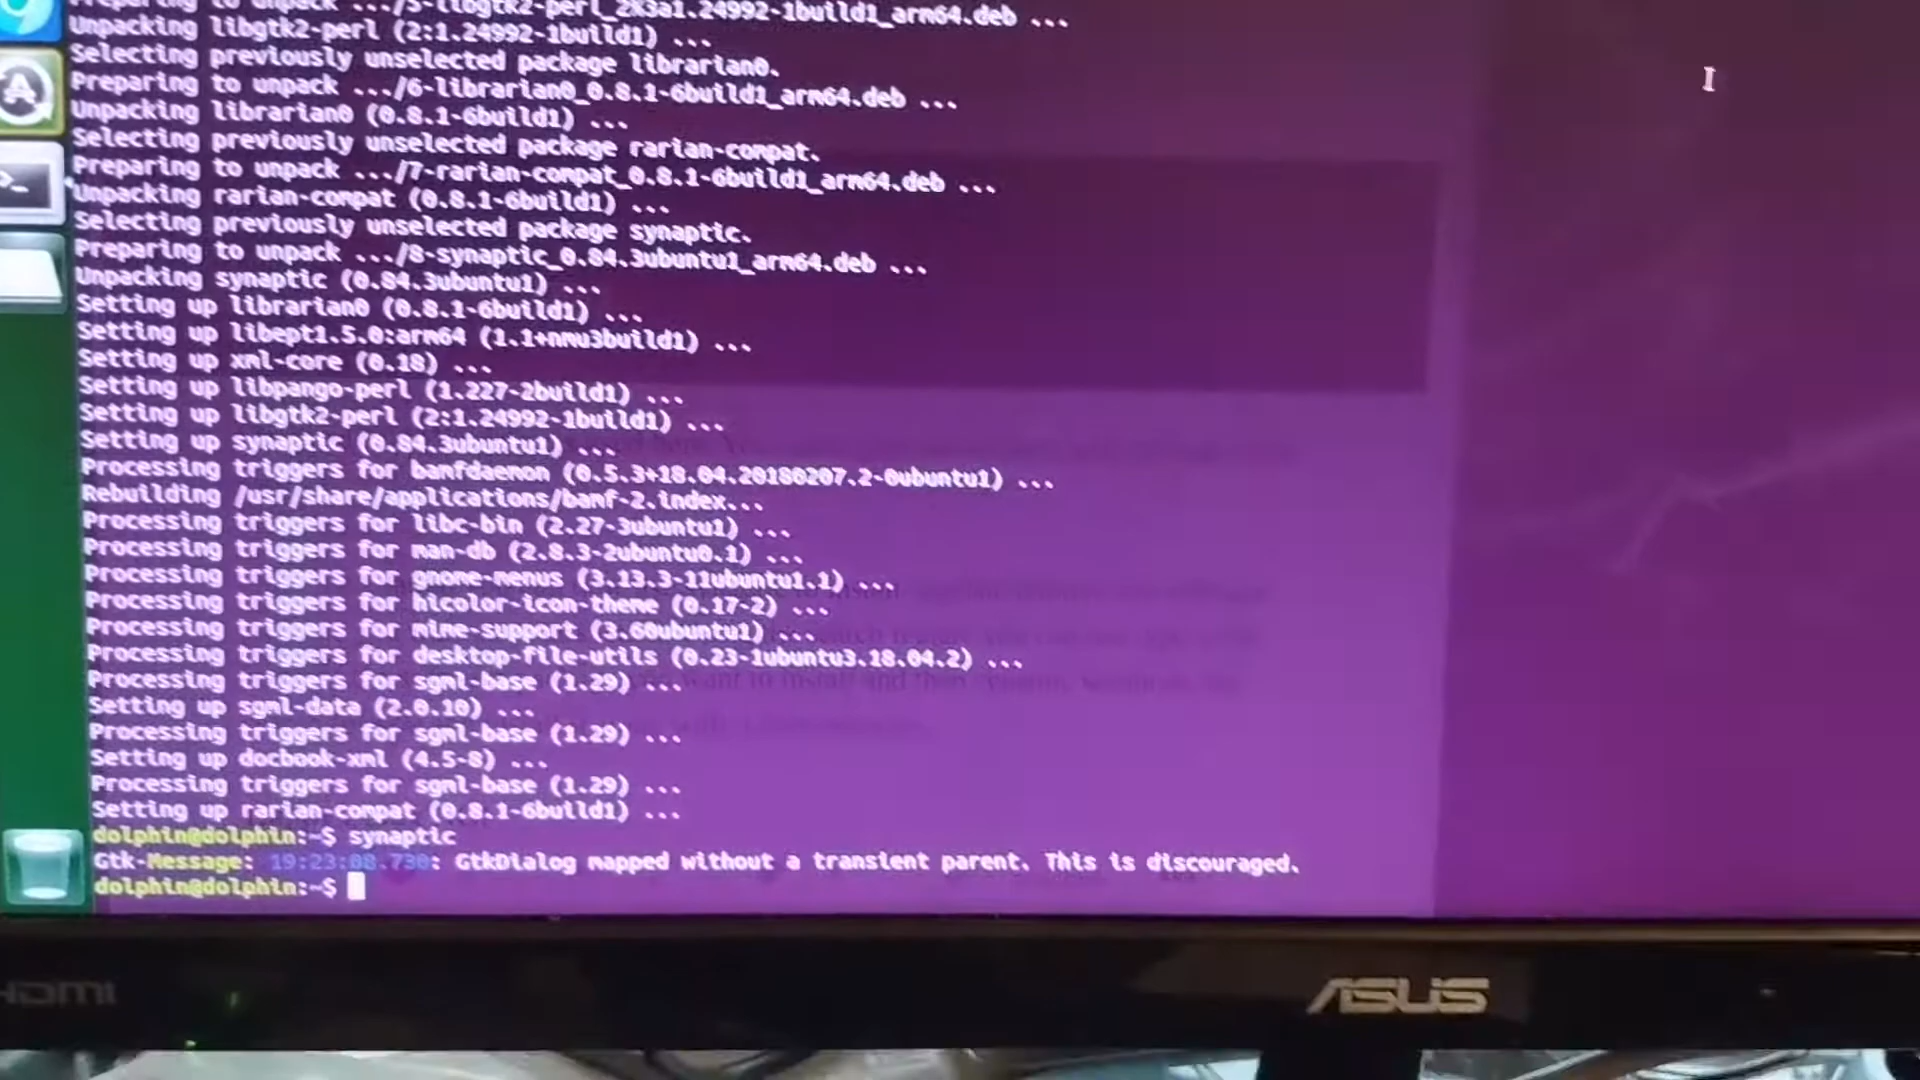 Preparing to unpack .../5-libgtk2-perl_2%3a1.24992-1build1_arm64.deb ...
Unpacking libgtk2-perl (2:1.24992-1build1) ...
Selecting previously unselected package librarian0.
Preparing to unpack .../6-librarian0_0.8.1-6build1_arm64.deb ...
Unpacking librarian0 (0.8.1-6build1) ...
Selecting previously unselected package rarian-compat.
Preparing to unpack .../7-rarian-compat_0.8.1-6build1_arm64.deb ...
Unpacking rarian-compat (0.8.1-6build1) ...
Selecting previously unselected package synaptic.
Preparing to unpack .../8-synaptic_0.84.3ubuntu1_arm64.deb ...
Unpacking synaptic (0.84.3ubuntu1) ...
Setting up librarian0 (0.8.1-6build1) ...
Setting up libept1.5.0:arm64 (1.1+nmu3build1) ...
Setting up xml-core (0.18) ...
Setting up libpango-perl (1.227-2build1) ...
Setting up libgtk2-perl (2:1.24992-1build1) ...
Setting up synaptic (0.84.3ubuntu1) ...
Processing triggers for bamfdaemon (0.5.3+18.04.20180207.2-0ubuntu1) ...
Rebuilding /usr/share/applications/bamf-2.index...
Processing triggers for libc-bin (2.27-3ubuntu1) ...
Processing triggers for man-db (2.8.3-2ubuntu0.1) ...
Processing triggers for gnome-menus (3.13.3-11ubuntu1.1) ...
Processing triggers for hicolor-icon-theme (0.17-2) ...
Processing triggers for mime-support (3.60ubuntu1) ...
Processing triggers for desktop-file-utils (0.23-1ubuntu3.18.04.2) ...
Processing triggers for sgml-base (1.29) ...
Setting up sgml-data (2.0.10) ...
Processing triggers for sgml-base (1.29) ...
Setting up docbook-xml (4.5-8) ...
Processing triggers for sgml-base (1.29) ...
Setting up rarian-compat (0.8.1-6build1) ...
dolphin@dolphin:~$ synaptic
Gtk-Message: 19:23:08.730: GtkDialog mapped without a transient parent. This is discouraged.
dolphin@dolphin:~$
HDMI
ASUS